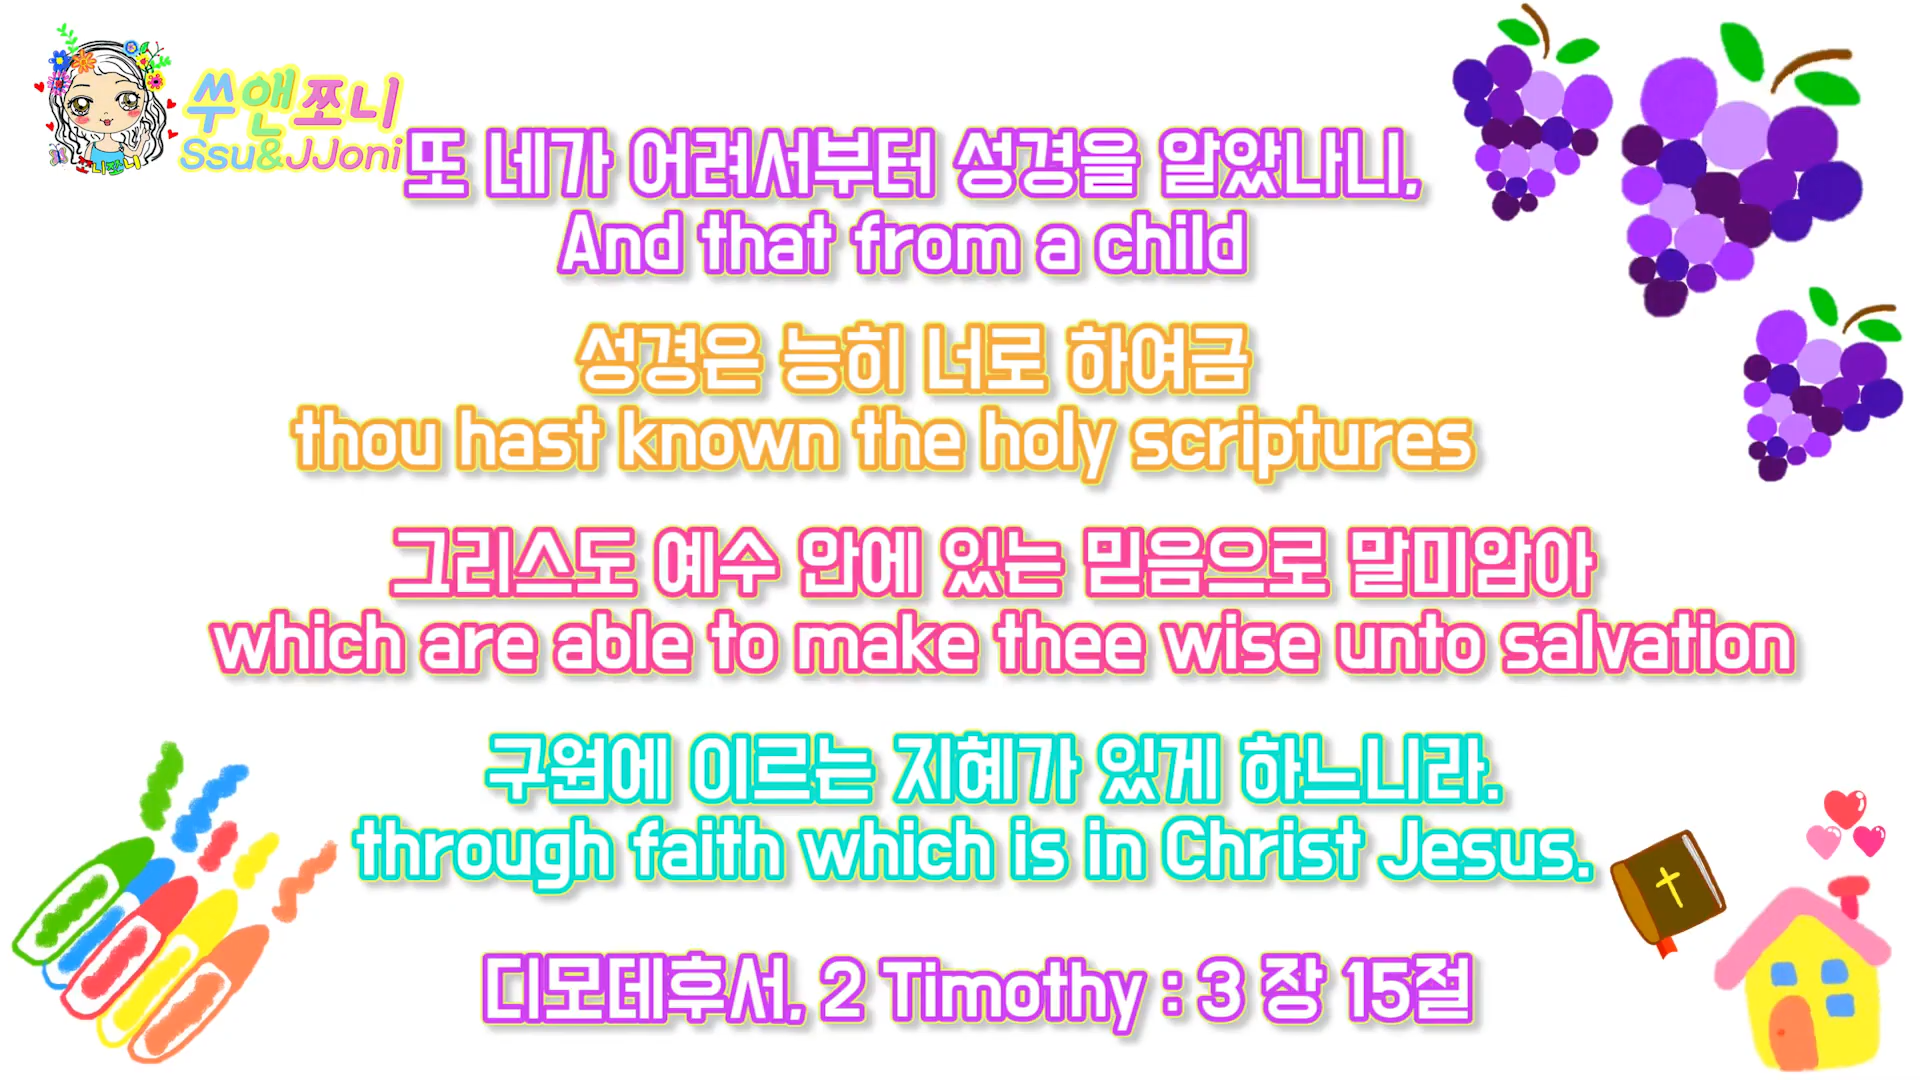 쑤앤쪼니
Ssu&JJoni
쪼니쪼니
또 네가 어려서부터 성경을 알았나니,
And that from a child
성경은 능히 너로 하여금
thou hast known the holy scriptures
그리스도 예수 안에 있는 믿음으로 말미암아
which are able to make thee wise unto salvation
구원에 이르는 지혜가 있게 하느니라.
through faith which is in Christ Jesus.
디모데후서, 2 Timothy : 3 장 15절